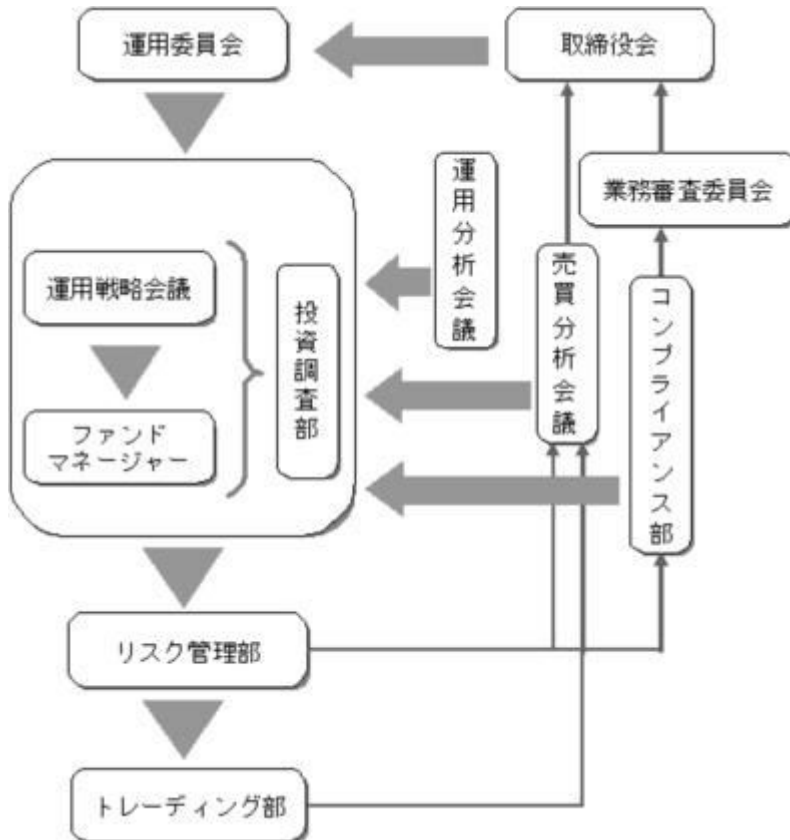 運用委員会
取締役会
業務審査委員会
運用分析会議
売買分析会議
コンプライアンス部
運用戦略会議
投資調査部
ファンド
マネージャー
リスク管理部
トレーディング部